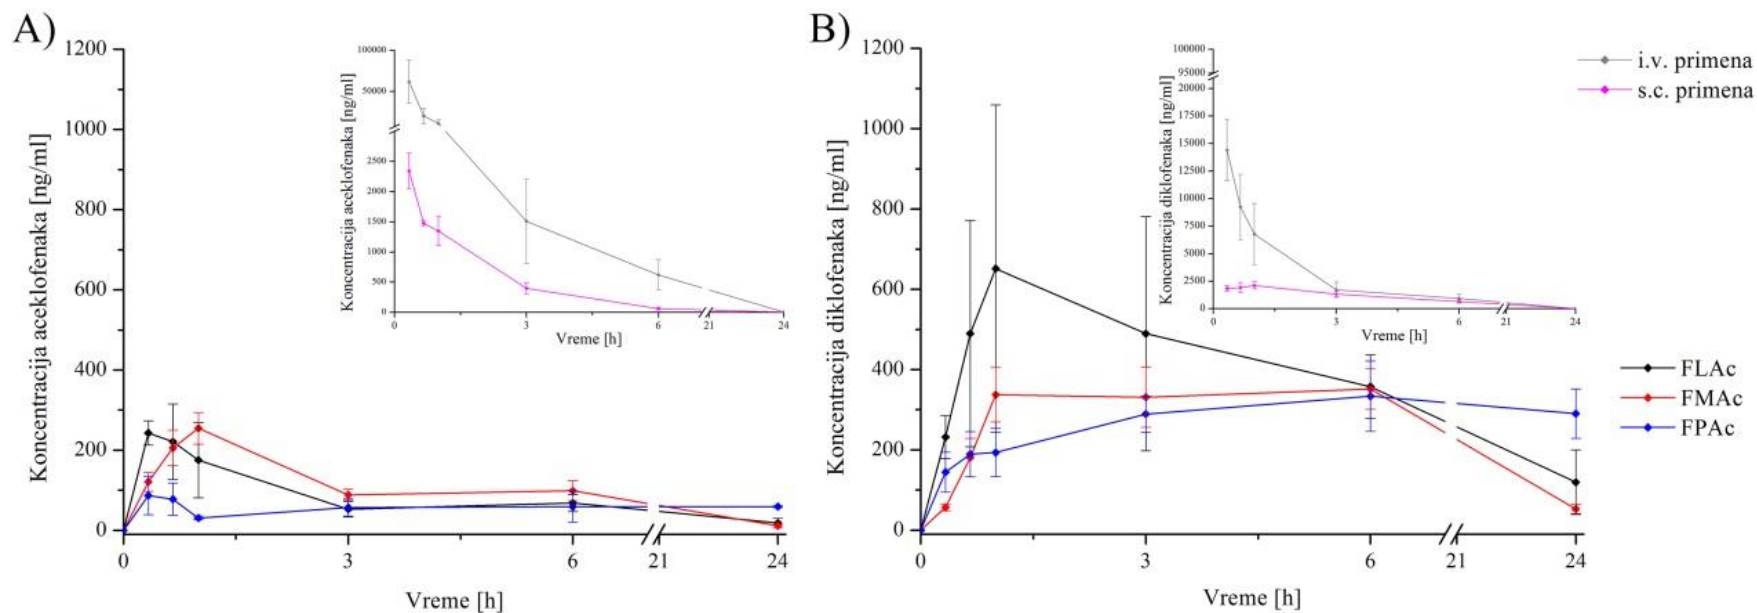 A)
Koncentracija aceklofenaka [ng/ml]
1200
1000
800
600
400
200
0
0 3 6 21 24
Vreme [h]
Koncentracija aceklofenaka [ng/ml]
100000
50000
2500
2000
1500
1000
500
0
0 3 6 21 24
Vreme [h]
B)
Koncentracija diklofenaka [ng/ml]
1200
1000
800
600
400
200
0
0 3 6 21 24
Vreme [h]
Koncentracija diklofenaka [ng/ml]
100000
95000
20000
17500
15000
12500
10000
7500
5000
2500
0
0 3 6 21 24
Vreme [h]
i.v. primena
s.c. primena
FLAc
FMAc
FPAc